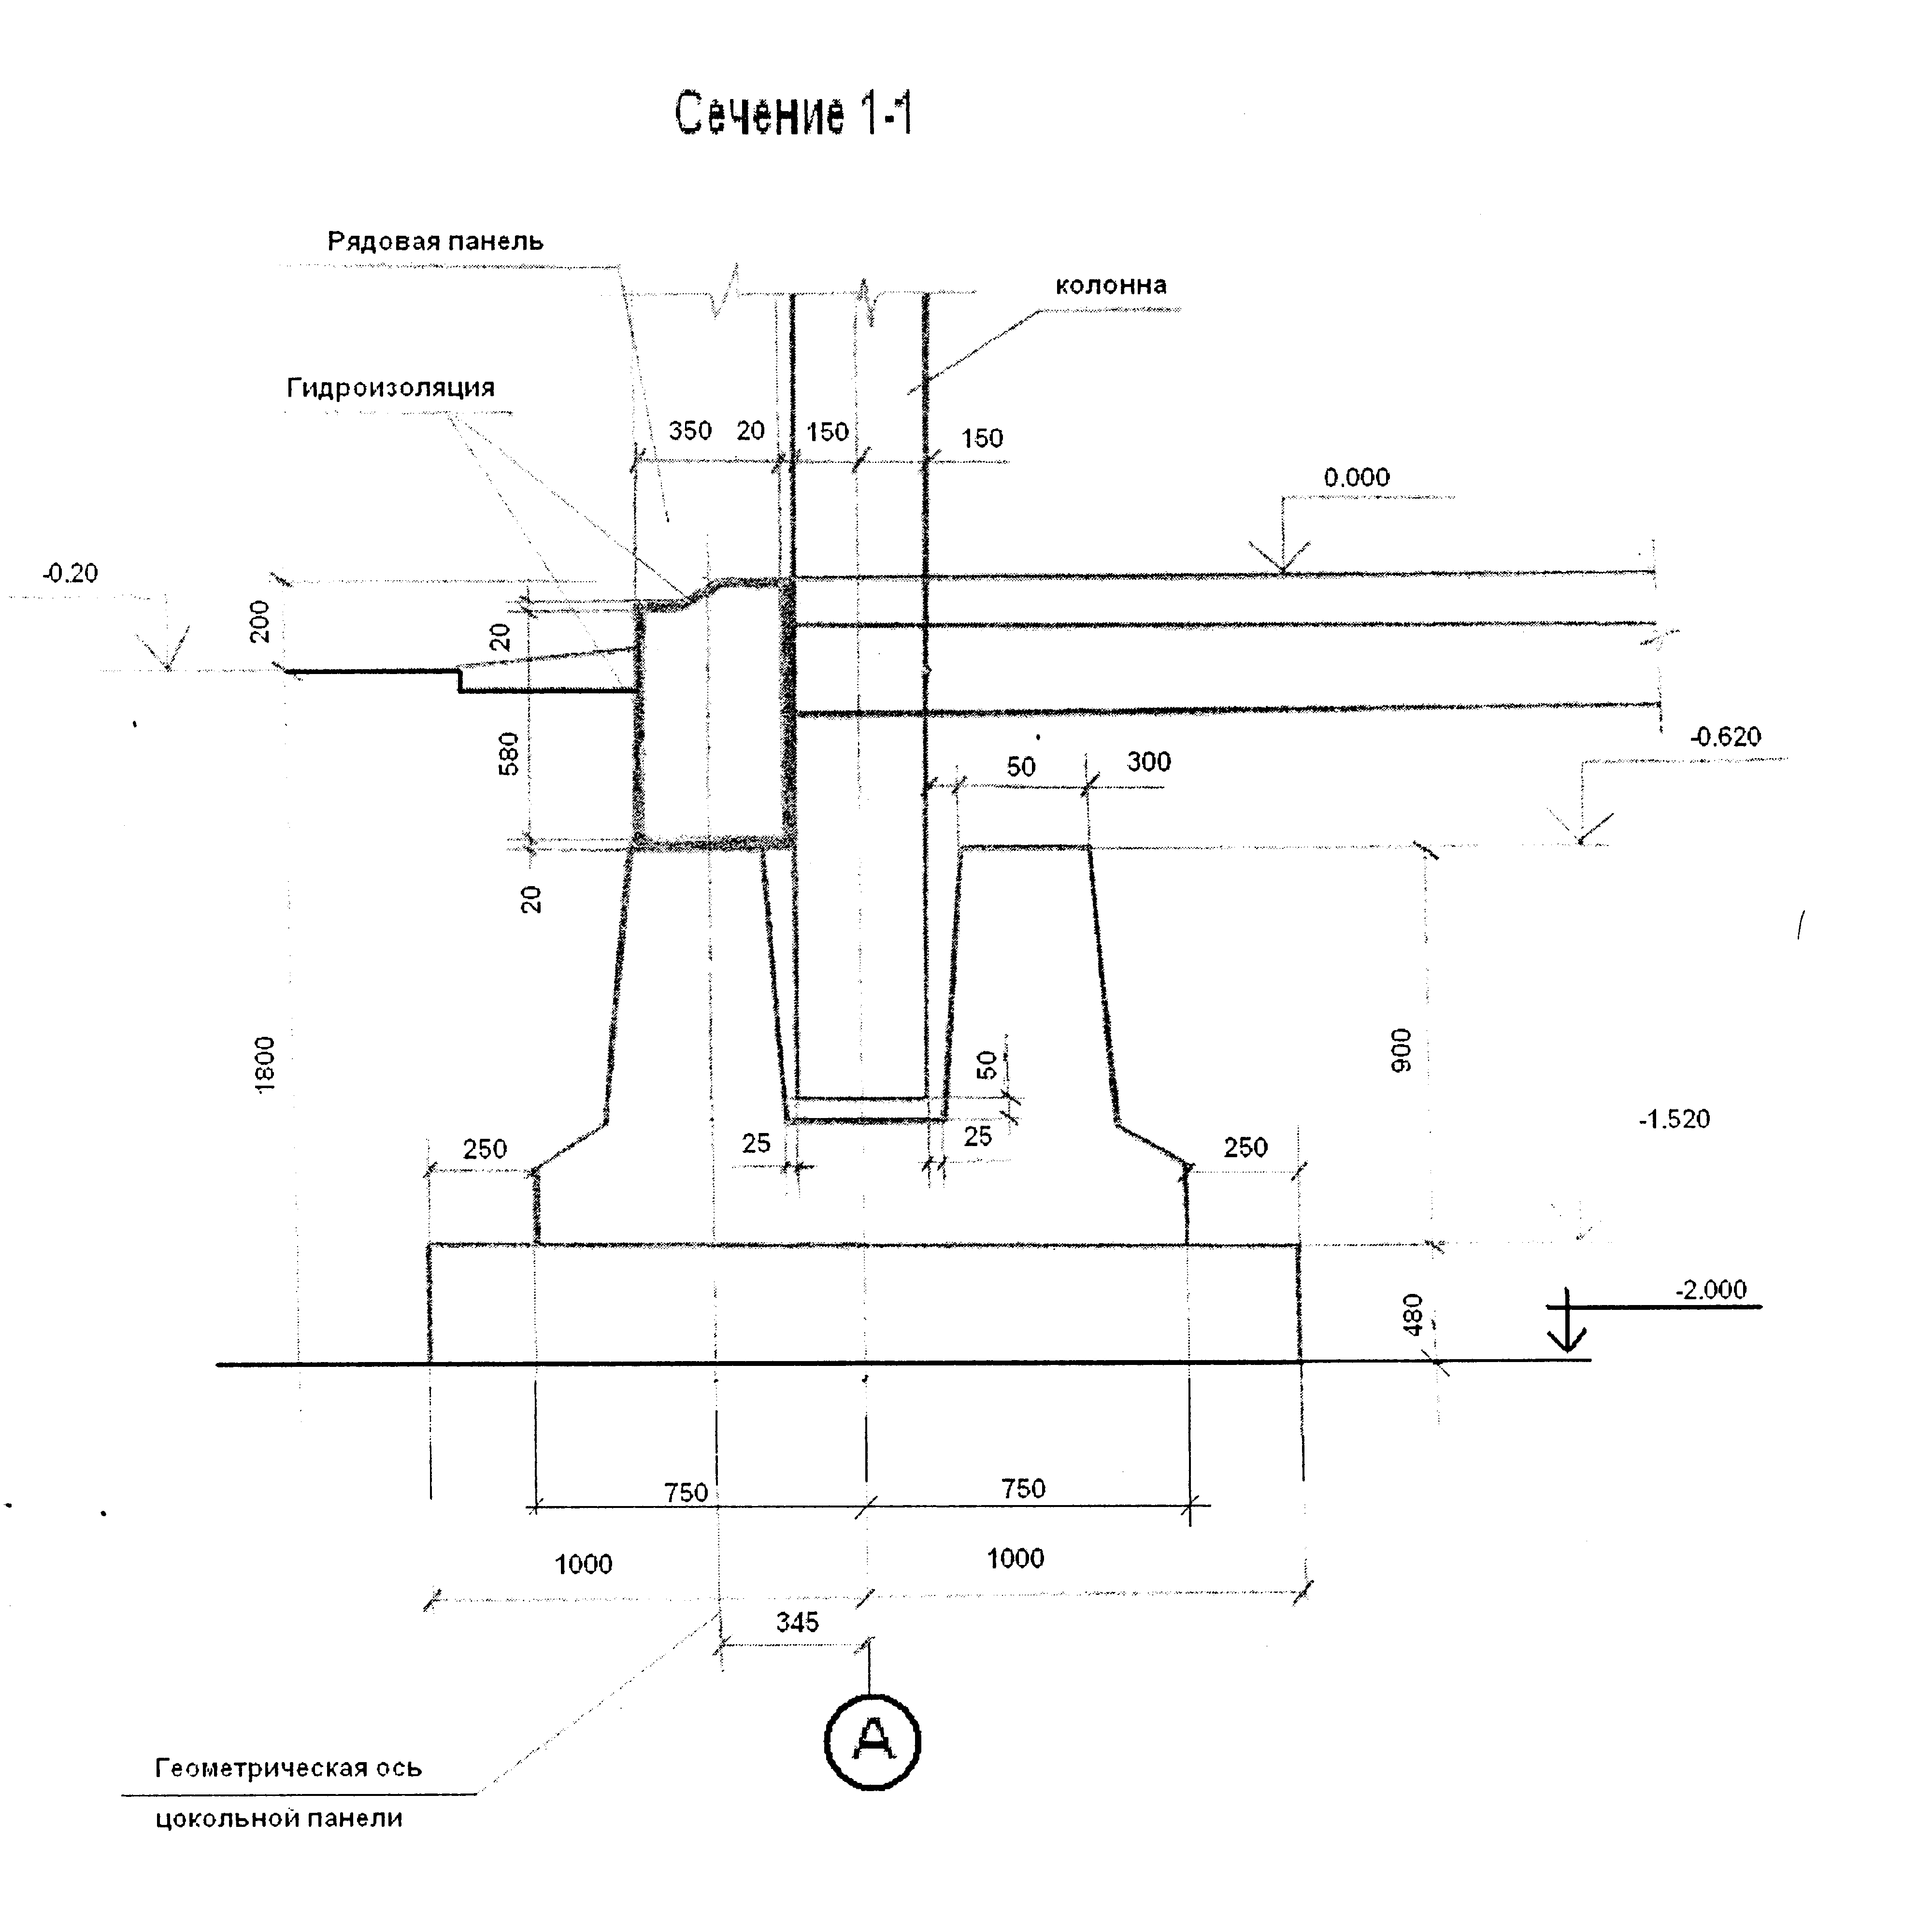 Сечение 1-1
Рядовая панель
колонна
Гидроизоляция
350 20 150 150
0.000
-0.20
200
20
580
-0.620
50 300
20
1800
900
50
-1.520
250 25 25 250
480
-2.000
750 750
1000 1000
345
А
Геометрическая ось
цокольной панели